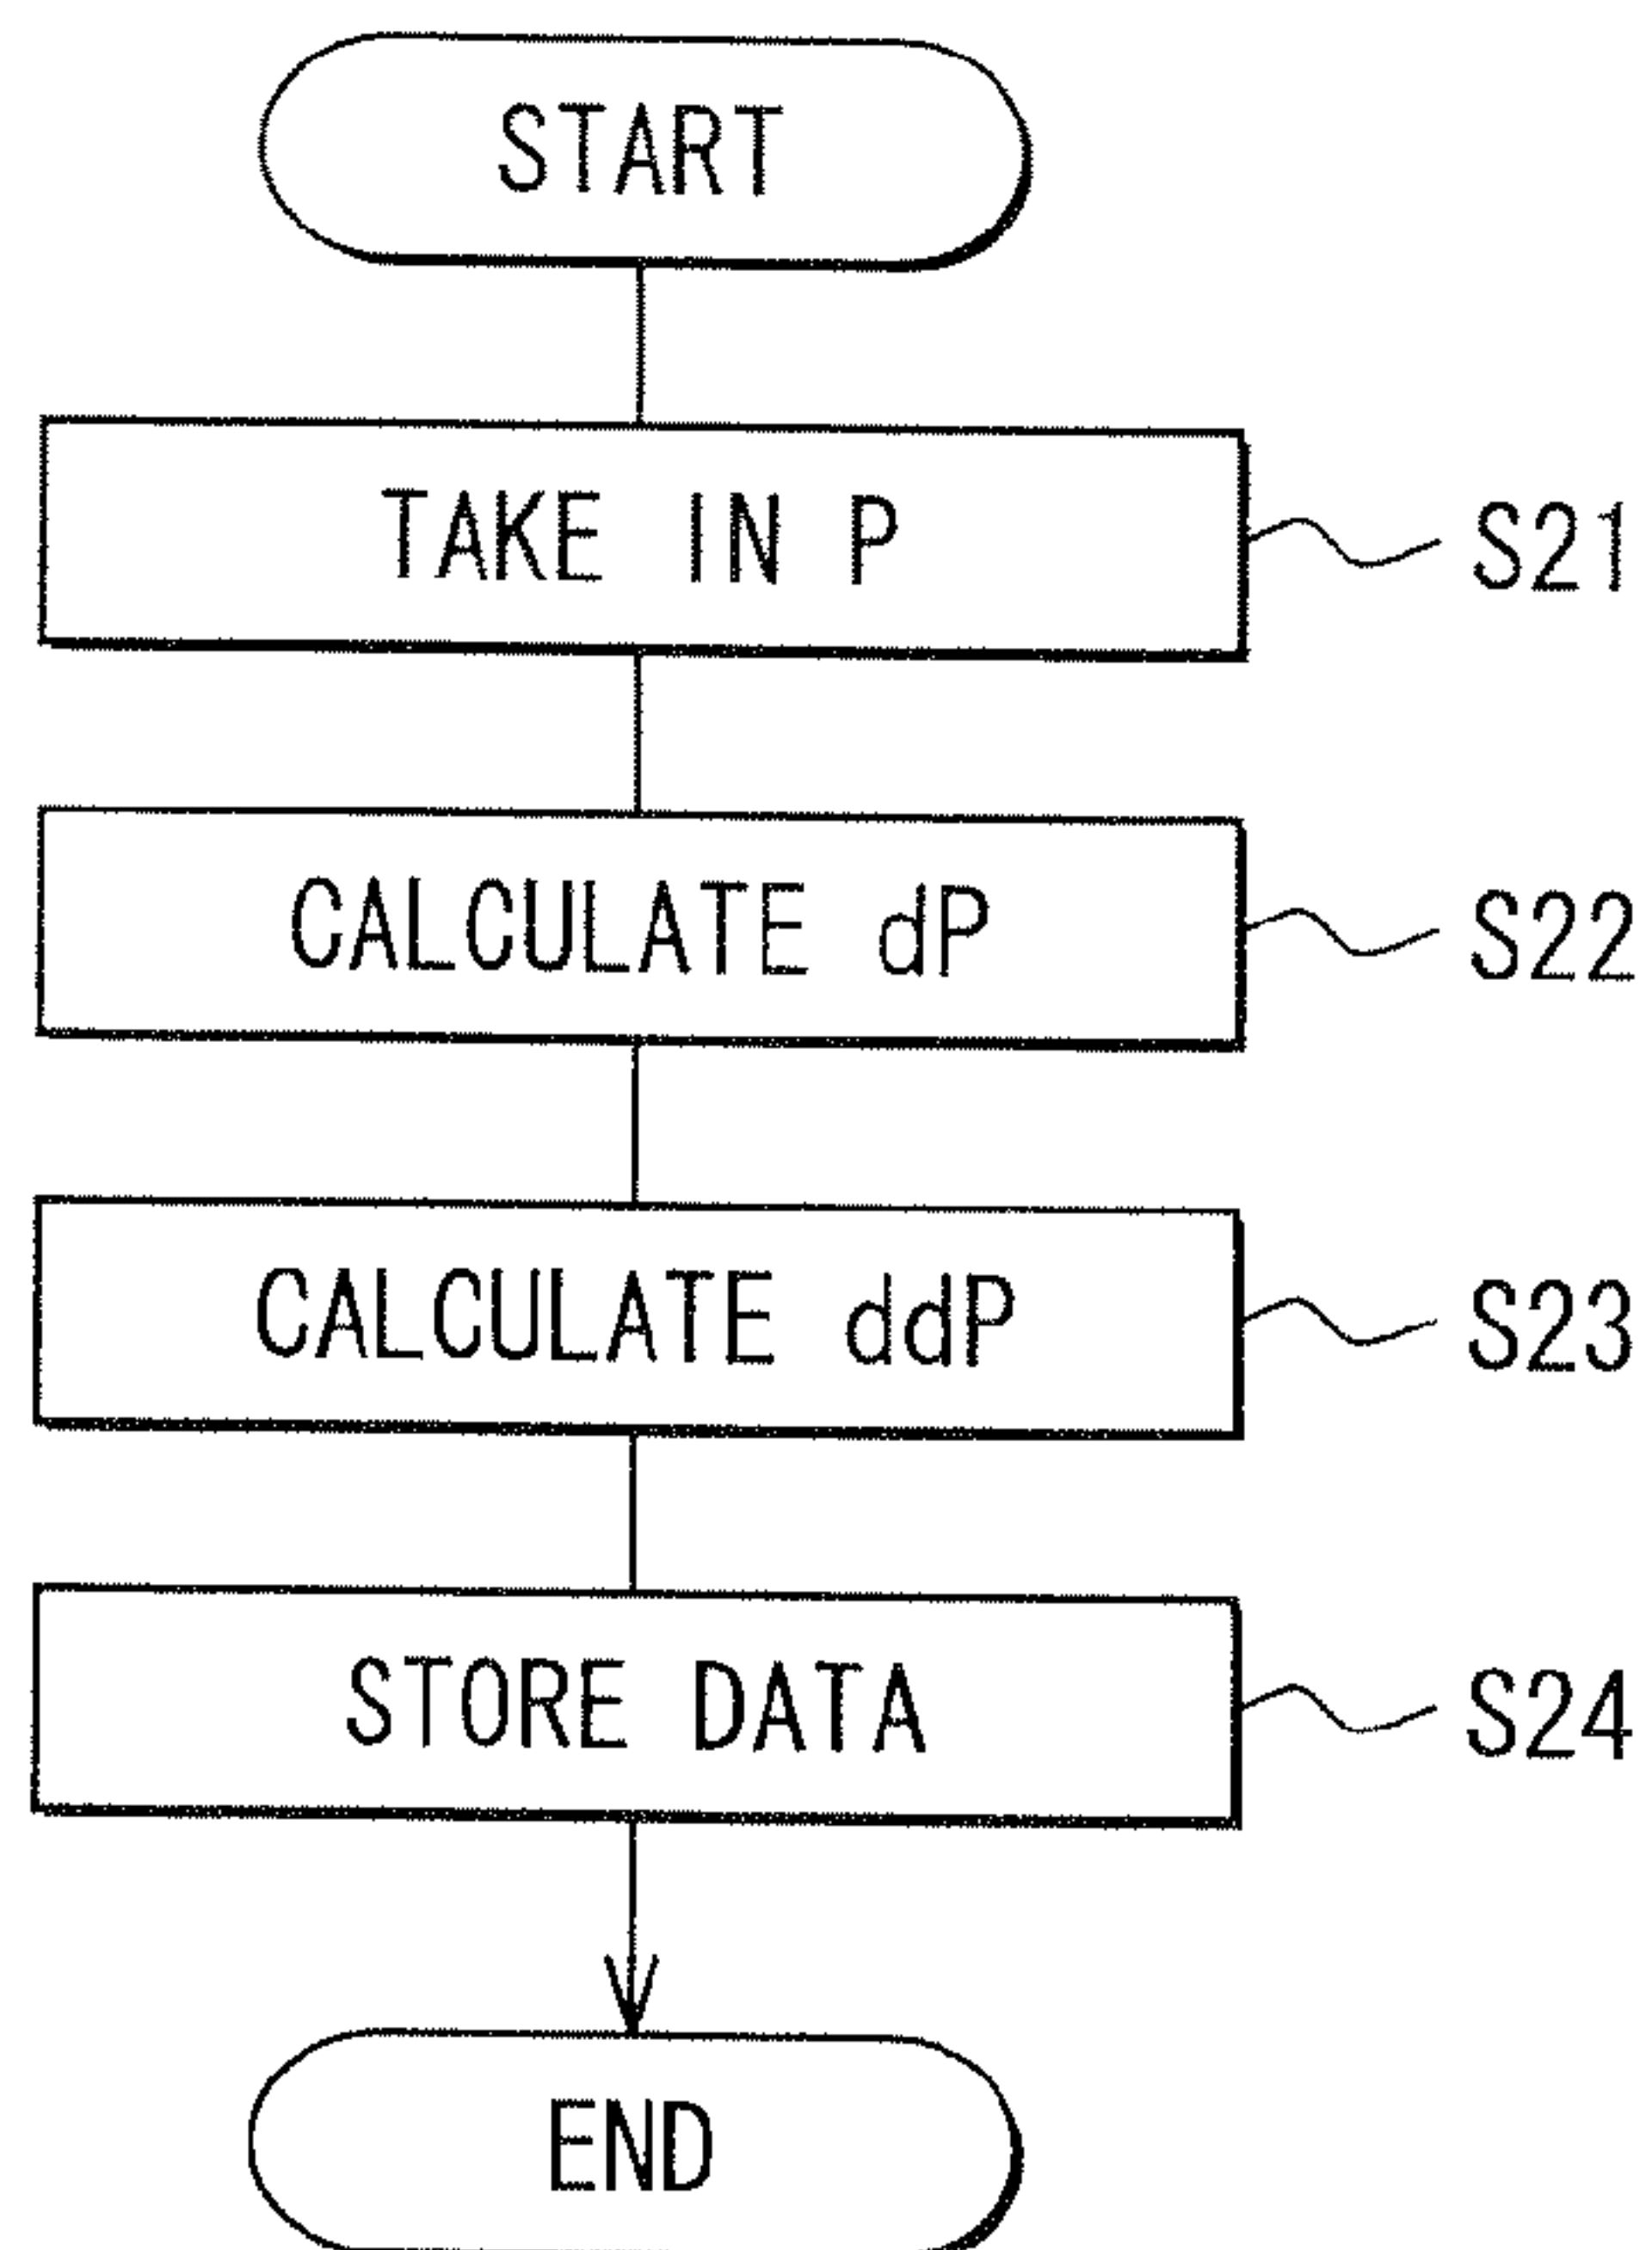 START
TAKE IN P
S21
CALCULATE dP
S22
CALCULATE ddP
S23
STORE DATA
S24
END